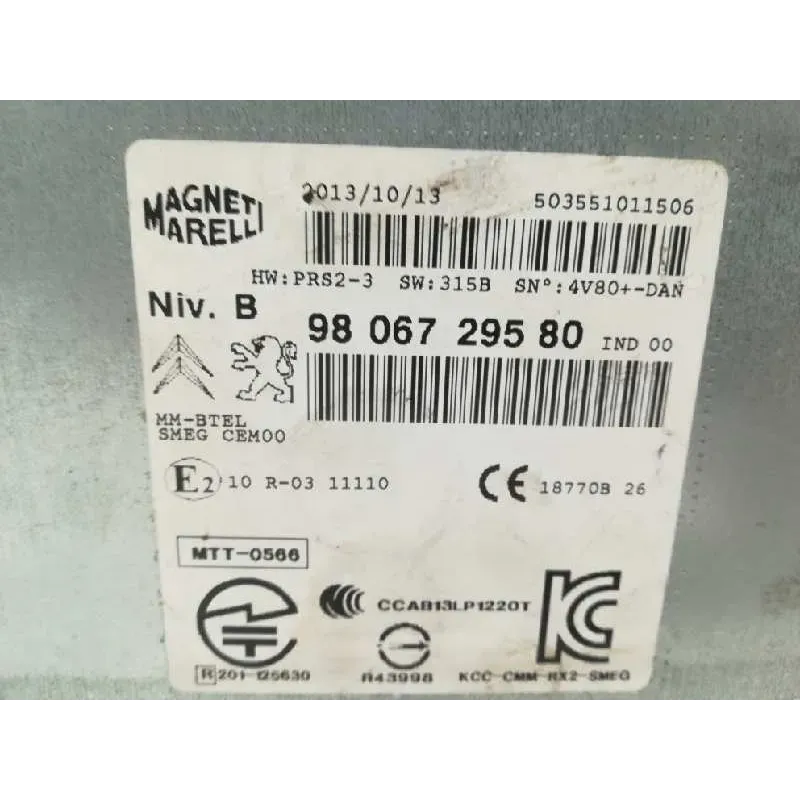 MAGNETI
MARELLI
2013/10/13 503551011506
HW:PRS2-3 SW:315B SN°:4V80+-DAN
Niv. B 98 067 295 80 IND 00
MM-BTEL
SMEG CEM00
E2 10 R-03 11110 CE 18770B 26
MTT-0566
CCAB13LP1220T
R 201-125630 R43998 KCC-CMM-RX2-SMEG